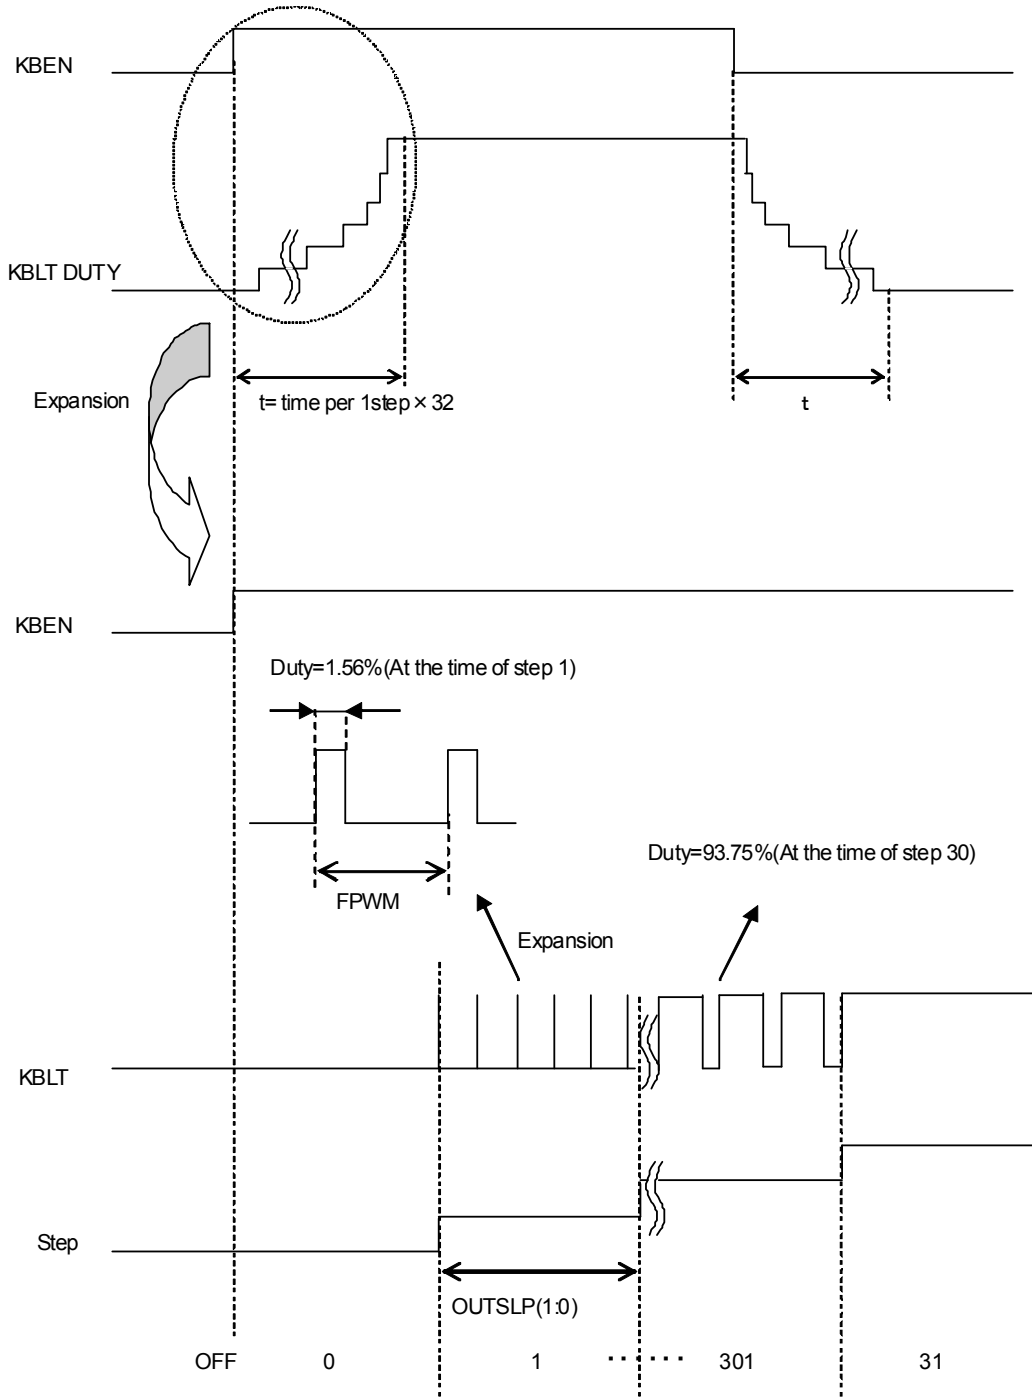 KBEN
KBLT DUTY
Expansion
t= time per 1step × 32
t
KBEN
Duty=1.56%(At the time of step 1)
Duty=93.75%(At the time of step 30)
FPWM
Expansion
KBLT
Step
OUTSLP(1:0)
OFF 0 1 ······· 301 31